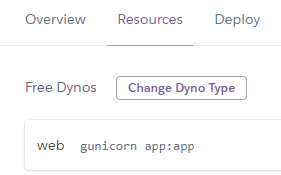 Overview Resources Deploy
Free Dynos Change Dyno Type
web gunicorn app:app